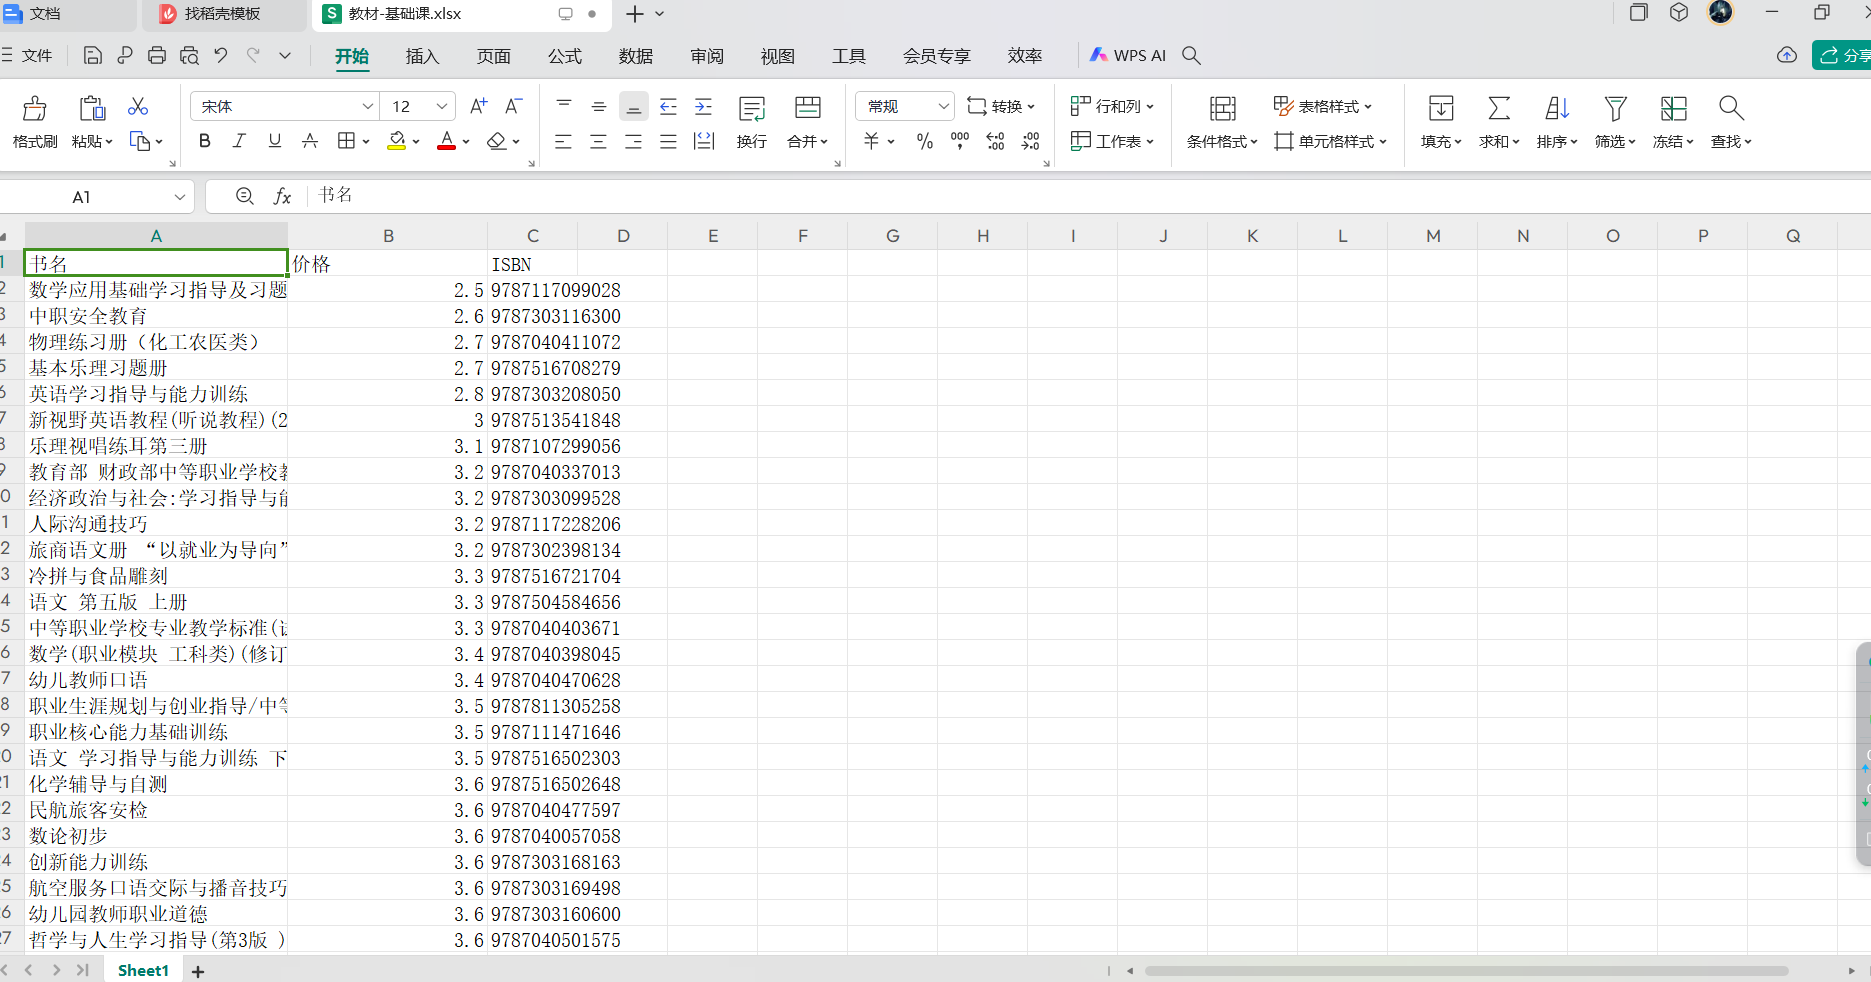 文档 找稻壳模板 S 教材-基础课.xlsx
文件 开始 插入 页面 公式 数据 审阅 视图 工具 会员专享 效率 WPS AI 分享
宋体 12 A+ A- 常规 转换 行和列 表格样式
格式刷 粘贴 B I U A A 换行 合并 ¥ % 工作表 条件格式 单元格样式 填充 求和 排序 筛选 冻结 查找
A1 fx 书名
A B C D E F G H I J K L M N O P Q
1 书名 价格 ISBN
2 数学应用基础学习指导及习题 2.5 9787117099028
3 中职安全教育 2.6 9787303116300
4 物理练习册（化工农医类） 2.7 9787040411072
5 基本乐理习题册 2.7 9787516708279
6 英语学习指导与能力训练 2.8 9787303208050
7 新视野英语教程(听说教程)(2 3 9787513541848
8 乐理视唱练耳第三册 3.1 9787107299056
9 教育部 财政部中等职业学校教 3.2 9787040337013
0 经济政治与社会:学习指导与能 3.2 9787303099528
1 人际沟通技巧 3.2 9787117228206
2 旅商语文册 “以就业为导向” 3.2 9787302398134
3 冷拼与食品雕刻 3.3 9787516721704
4 语文 第五版 上册 3.3 9787504584656
5 中等职业学校专业教学标准(试 3.3 9787040403671
6 数学(职业模块 工科类)(修订 3.4 9787040398045
7 幼儿教师口语 3.4 9787040470628
8 职业生涯规划与创业指导/中等 3.5 9787811305258
9 职业核心能力基础训练 3.5 9787111471646
20 语文 学习指导与能力训练 下 3.5 9787516502303
21 化学辅导与自测 3.6 9787516502648
22 民航旅客安检 3.6 9787040477597
23 数论初步 3.6 9787040057058
24 创新能力训练 3.6 9787303168163
25 航空服务口语交际与播音技巧 3.6 9787303169498
26 幼儿园教师职业道德 3.6 9787303160600
27 哲学与人生学习指导(第3版 ) 3.6 9787040501575
Sheet1